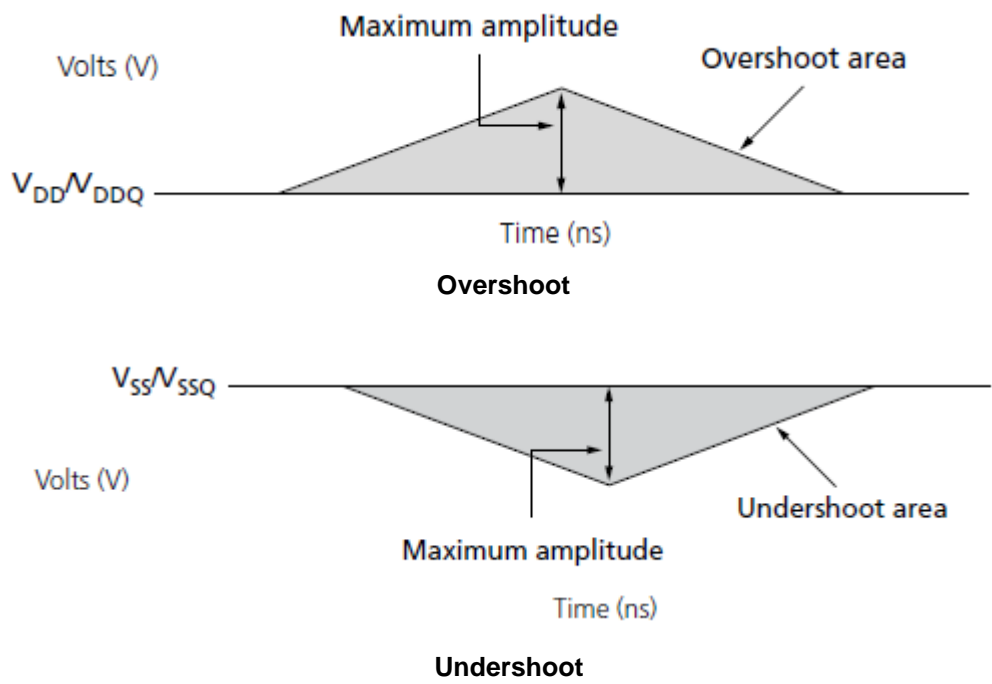 Maximum amplitude
Volts (V)
Overshoot area
VDD/VDDQ
Time (ns)
Overshoot
VSS/VSSQ
Volts (V)
Undershoot area
Maximum amplitude
Time (ns)
Undershoot